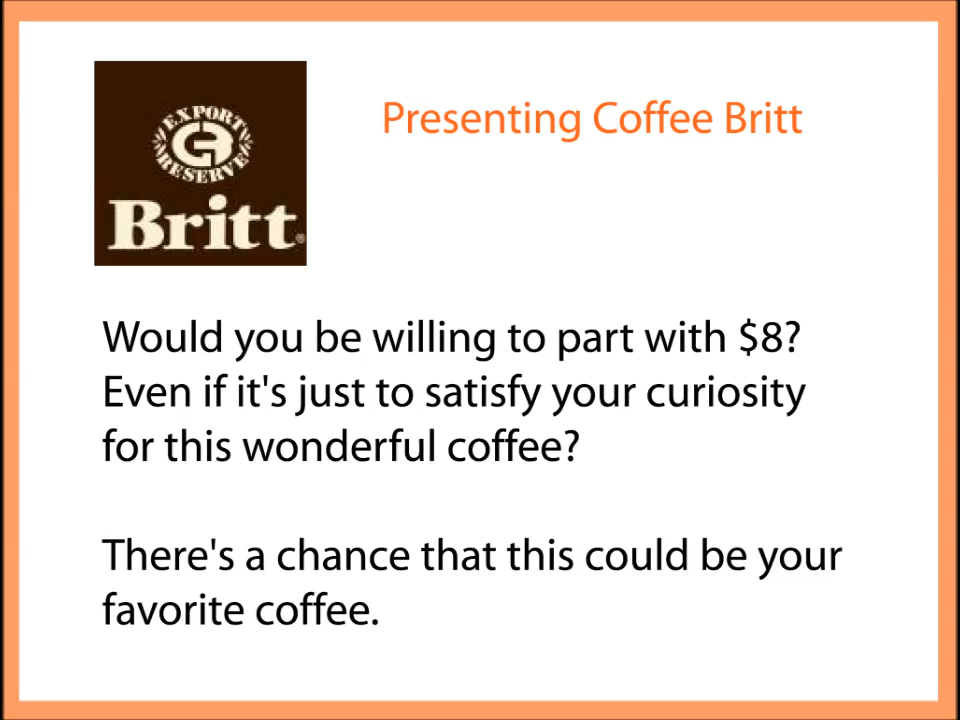 EXPORT
RESERVE
Britt®
Presenting Coffee Britt
Would you be willing to part with $8?
Even if it's just to satisfy your curiosity
for this wonderful coffee?
There's a chance that this could be your
favorite coffee.